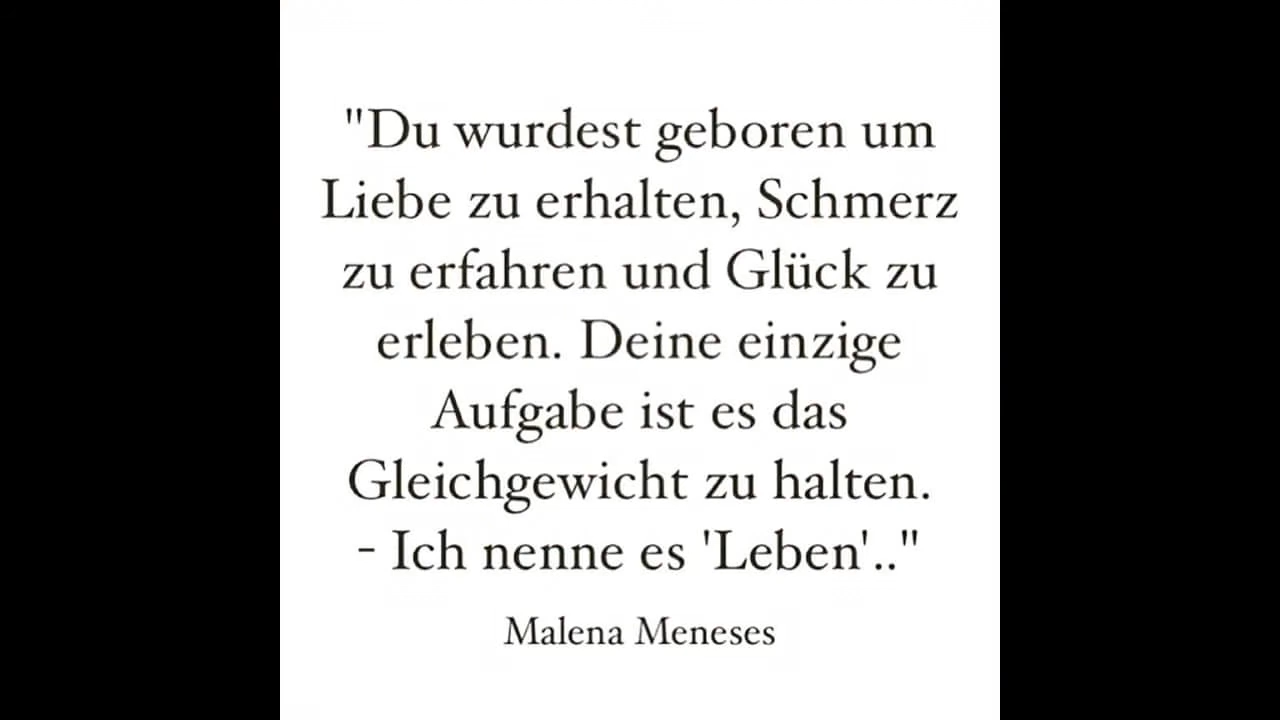 "Du wurdest geboren um
Liebe zu erhalten, Schmerz
zu erfahren und Glück zu
erleben. Deine einzige
Aufgabe ist es das
Gleichgewicht zu halten.
- Ich nenne es 'Leben'.."
Malena Meneses